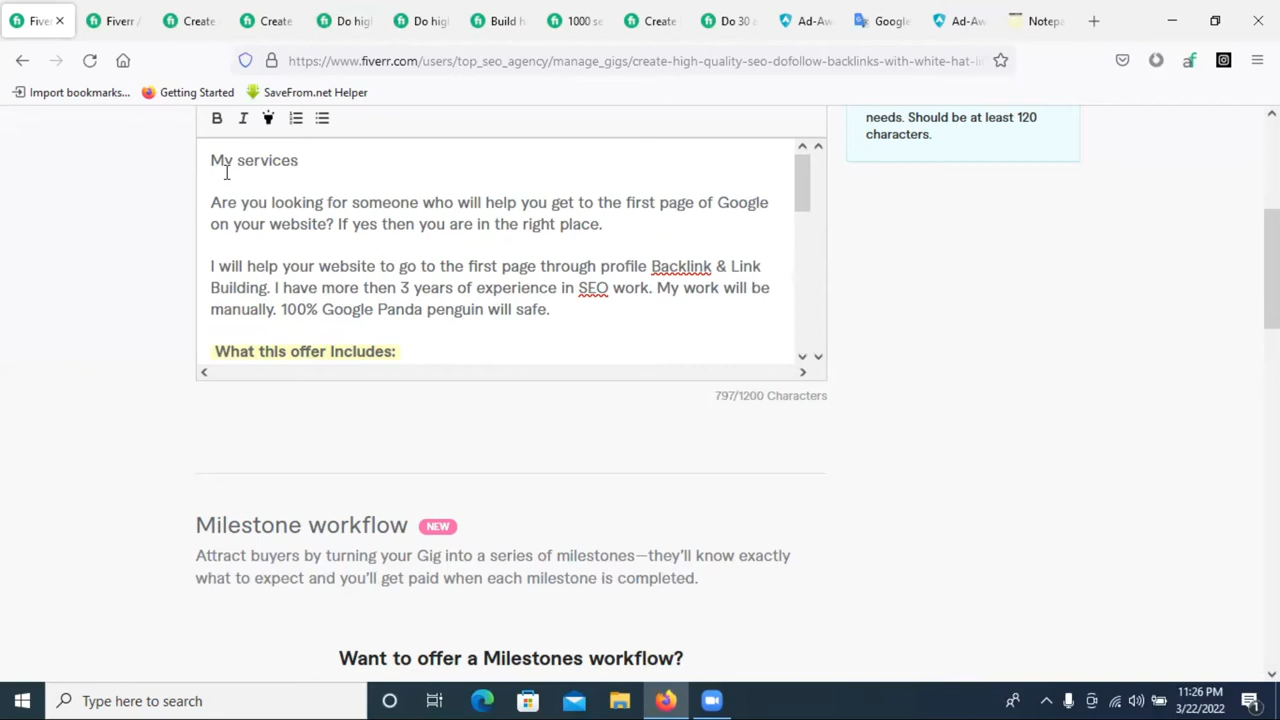 Fiverr
Fiverr /
Create
Create
Do hig
Do hig
Build h
1000 se
Create
Do 30
Ad-Aw
Google
Ad-Aw
Notepa
https://www.fiverr.com/users/top_seo_agency/manage_gigs/create-high-quality-seo-dofollow-backlinks-with-white-hat-li
Import bookmarks...
Getting Started
SaveFrom.net Helper
B I
needs. Should be at least 120
characters.
My services
Are you looking for someone who will help you get to the first page of Google
on your website? If yes then you are in the right place.
I will help your website to go to the first page through profile Backlink & Link
Building. I have more then 3 years of experience in SEO work. My work will be
manually. 100% Google Panda penguin will safe.
What this offer Includes:
797/1200 Characters
Milestone workflow NEW
Attract buyers by turning your Gig into a series of milestones—they'll know exactly
what to expect and you'll get paid when each milestone is completed.
Want to offer a Milestones workflow?
Type here to search
11:26 PM
3/22/2022
1